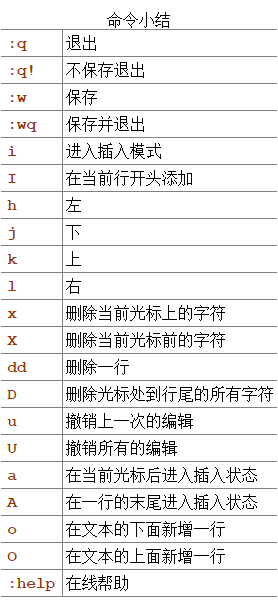 命令小结
:q 退出
:q! 不保存退出
:w 保存
:wq 保存并退出
i 进入插入模式
I 在当前行开头添加
h 左
j 下
k 上
l 右
x 删除当前光标上的字符
X 删除当前光标前的字符
dd 删除一行
D 删除光标处到行尾的所有字符
u 撤销上一次的编辑
U 撤销所有的编辑
a 在当前光标后进入插入状态
A 在一行的末尾进入插入状态
o 在文本的下面新增一行
O 在文本的上面新增一行
:help 在线帮助